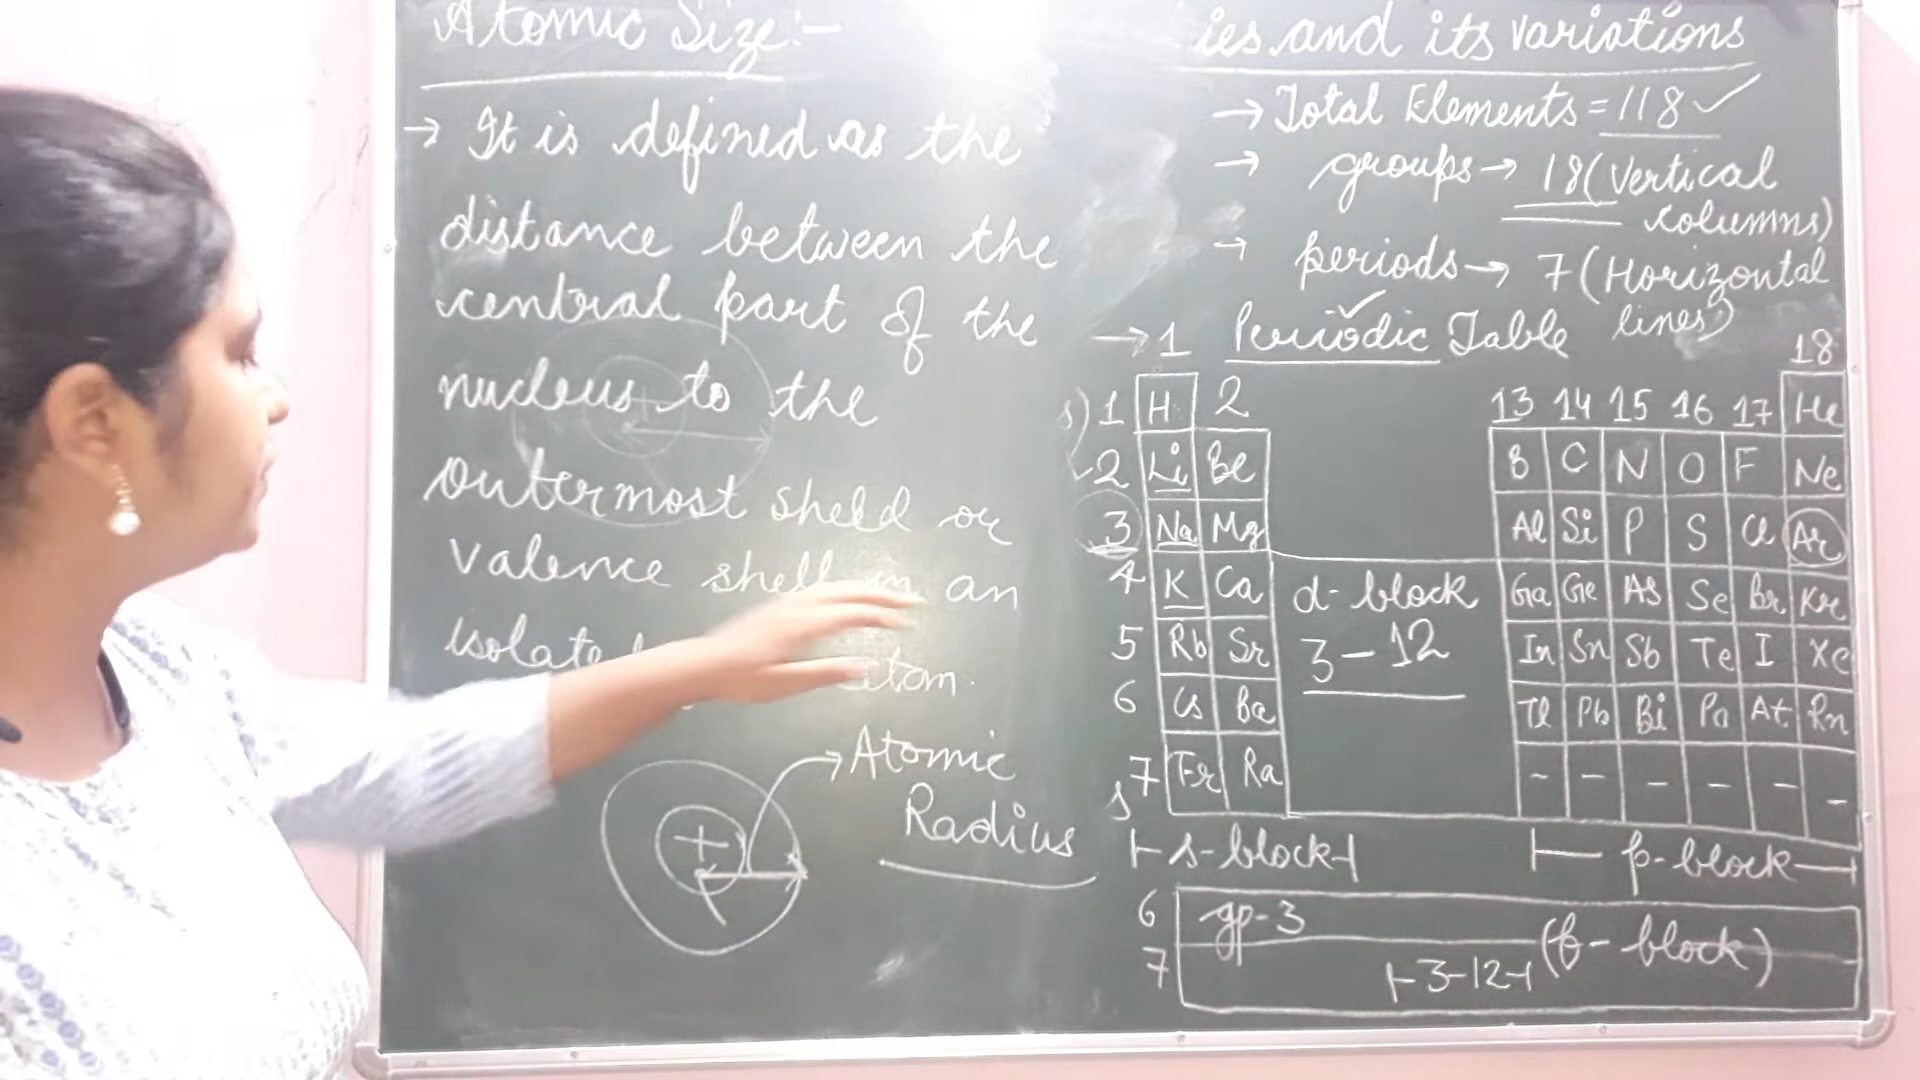 Atomic Size:-
→ It is defined as the
distance between the
central part of the
nucleus to the
outermost sheld or
valence shell in an
isolate
atom.
→ Atomic
Radius
+
ies and its variations
→ Total Elements = 118 ✓
→ groups → 18 (Vertical
columns)
→ periods → 7 (Horizontal
lines)
→ 1 Periodic Table 18
1 H 2 13 14 15 16 17 He
2 Li Be B C N O F Ne
3 Na Mg Al Si P S Cl Ar
4 K Ca d-block Ga Ge As Se Br Kr
5 Rb Sr 3-12 In Sn Sb Te I Xe
6 Cs Ba Tl Pb Bi Po At Rn
7 Fr Ra - - - - - -
s-block p-block
6 gp-3
7 3-12 (f-block)